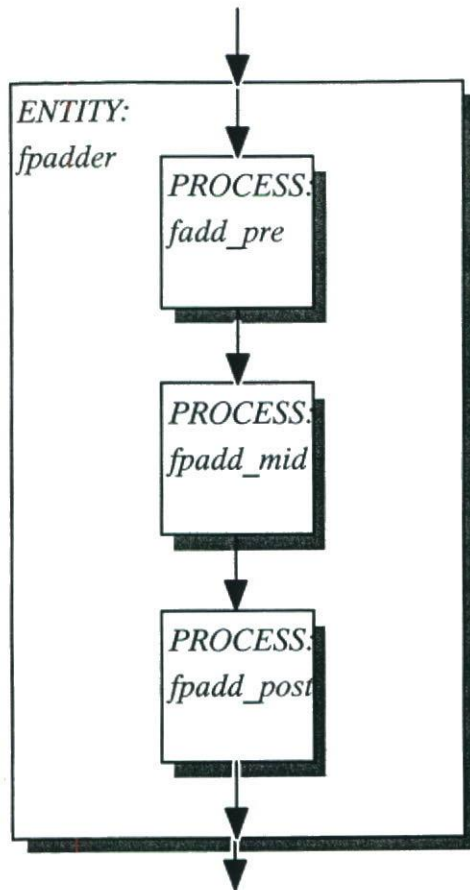 ENTITY:
fpadder
PROCESS:
fadd_pre
PROCESS:
fpadd_mid
PROCESS:
fpadd_post